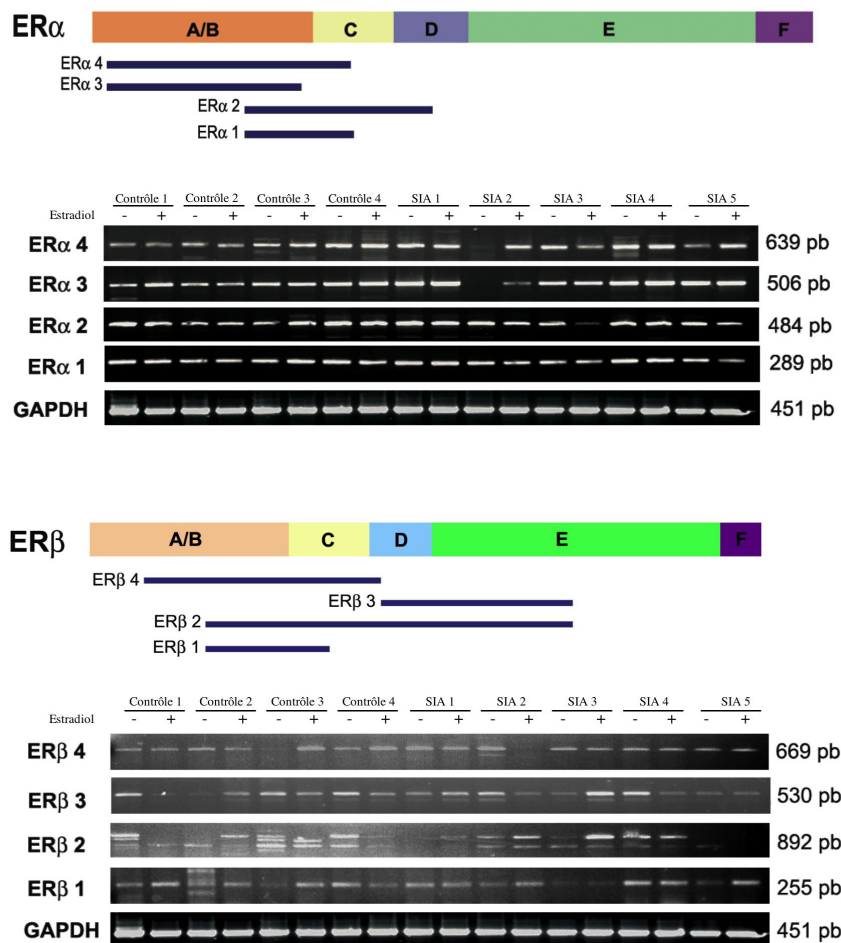 ERα A/B C D E F
ERα 4
ERα 3
ERα 2
ERα 1
Contrôle 1 Contrôle 2 Contrôle 3 Contrôle 4 SIA 1 SIA 2 SIA 3 SIA 4 SIA 5
Estradiol - + - + - + - + - + - + - + - + - +
ERα 4 639 pb
ERα 3 506 pb
ERα 2 484 pb
ERα 1 289 pb
GAPDH 451 pb
ERβ A/B C D E F
ERβ 4
ERβ 3
ERβ 2
ERβ 1
Contrôle 1 Contrôle 2 Contrôle 3 Contrôle 4 SIA 1 SIA 2 SIA 3 SIA 4 SIA 5
Estradiol - + - + - + - + - + - + - + - + - +
ERβ 4 669 pb
ERβ 3 530 pb
ERβ 2 892 pb
ERβ 1 255 pb
GAPDH 451 pb